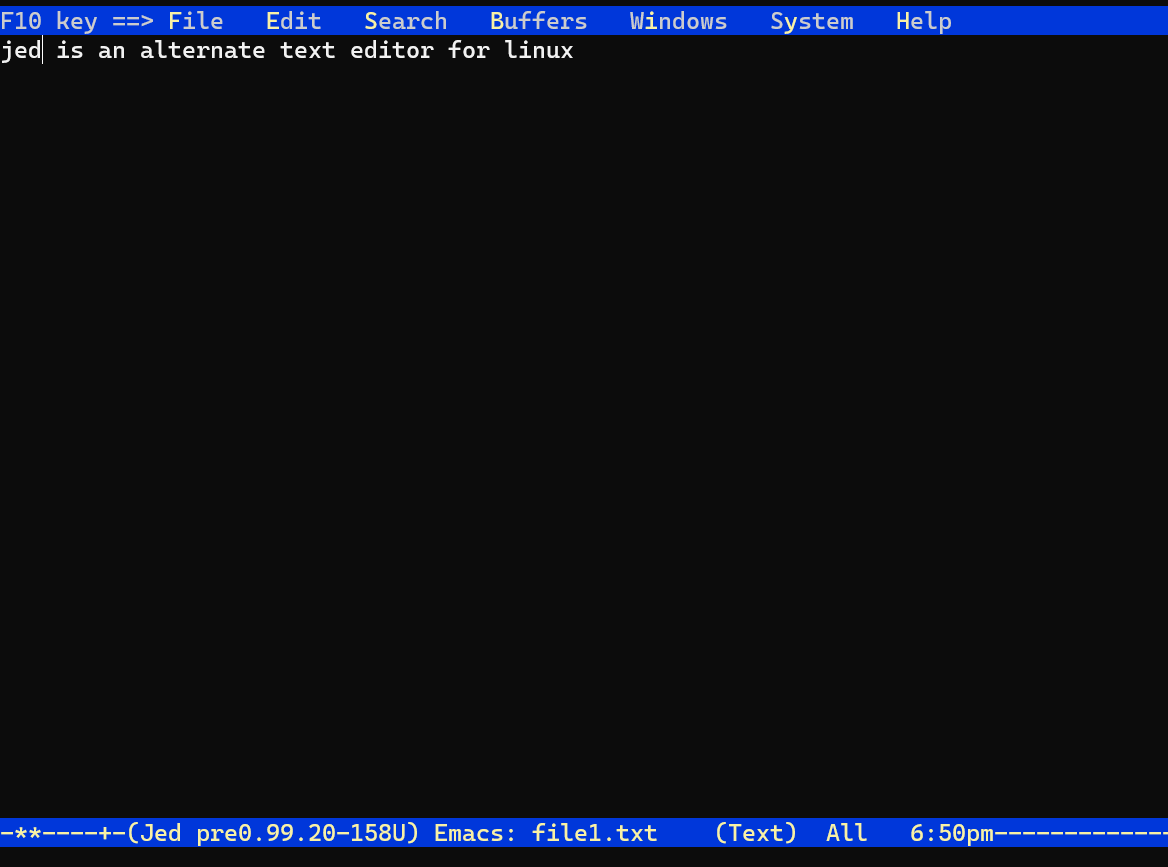 F10 key ==> File   Edit   Search   Buffers   Windows   System   Help
jed is an alternate text editor for linux
-**----+-(Jed pre0.99.20-158U) Emacs: file1.txt    (Text)  All   6:50pm-------------